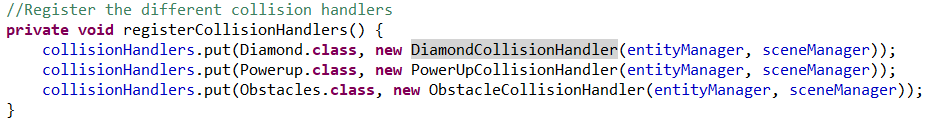 //Register the different collision handlers
private void registerCollisionHandlers() {
    collisionHandlers.put(Diamond.class, new DiamondCollisionHandler(entityManager, sceneManager));
    collisionHandlers.put(Powerup.class, new PowerUpCollisionHandler(entityManager, sceneManager));
    collisionHandlers.put(Obstacles.class, new ObstacleCollisionHandler(entityManager, sceneManager));
}